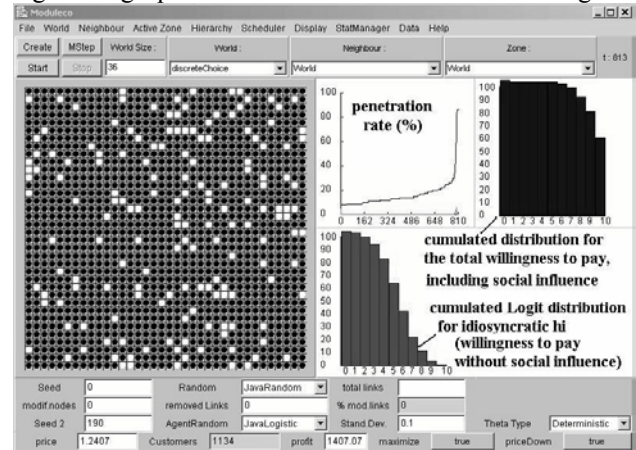 Moduleco
File World Neighbour Active Zone Hierarchy Scheduler Display StatManager Data Help
Create MStep World Size : World : Neighbour : Zone : t : 813
Start Stop 36 discreteChoice World World
100
90
80
70
60
50
40
30
20
10
0
0 1 2 3 4 5 6 7 8 9 10
100
80
60
40
20
0
0 162 324 486 648 810
penetration
rate (%)
cumulated distribution for
the total willingness to pay,
including social influence
100
90
80
70
60
50
40
30
20
10
0
0 1 2 3 4 5 6 7 8 9 10
cumulated Logit distribution
for idiosyncratic hi
(willingness to pay
without social influence)
Seed 0 Random JavaRandom total links
modif nodes 0 removed Links 0 % mod links 0
Seed 2 190 AgentRandom JavaLogistic Stand.Dev. 0.1 Theta Type Deterministic
price 1.2407 Customers 1134 profit 1407.07 maximize true priceDown true